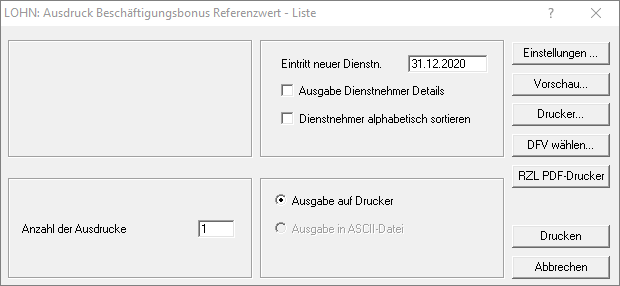 LOHN: Ausdruck Beschäftigungsbonus Referenzwert - Liste
Eintritt neuer Dienstn. 31.12.2020
Ausgabe Dienstnehmer Details
Dienstnehmer alphabetisch sortieren
Einstellungen ...
Vorschau...
Drucker...
DFV wählen...
RZL PDF-Drucker
Anzahl der Ausdrucke 1
Ausgabe auf Drucker
Ausgabe in ASCII-Datei
Drucken
Abbrechen